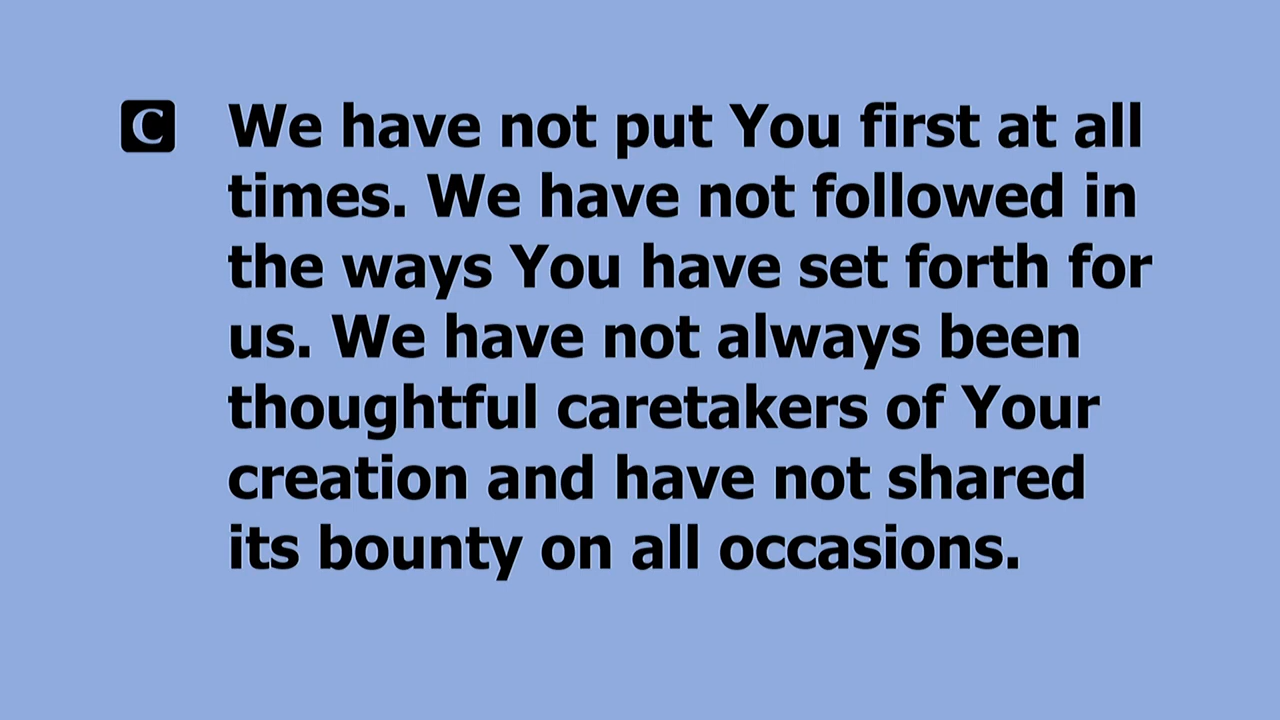 C We have not put You first at all
times. We have not followed in
the ways You have set forth for
us. We have not always been
thoughtful caretakers of Your
creation and have not shared
its bounty on all occasions.